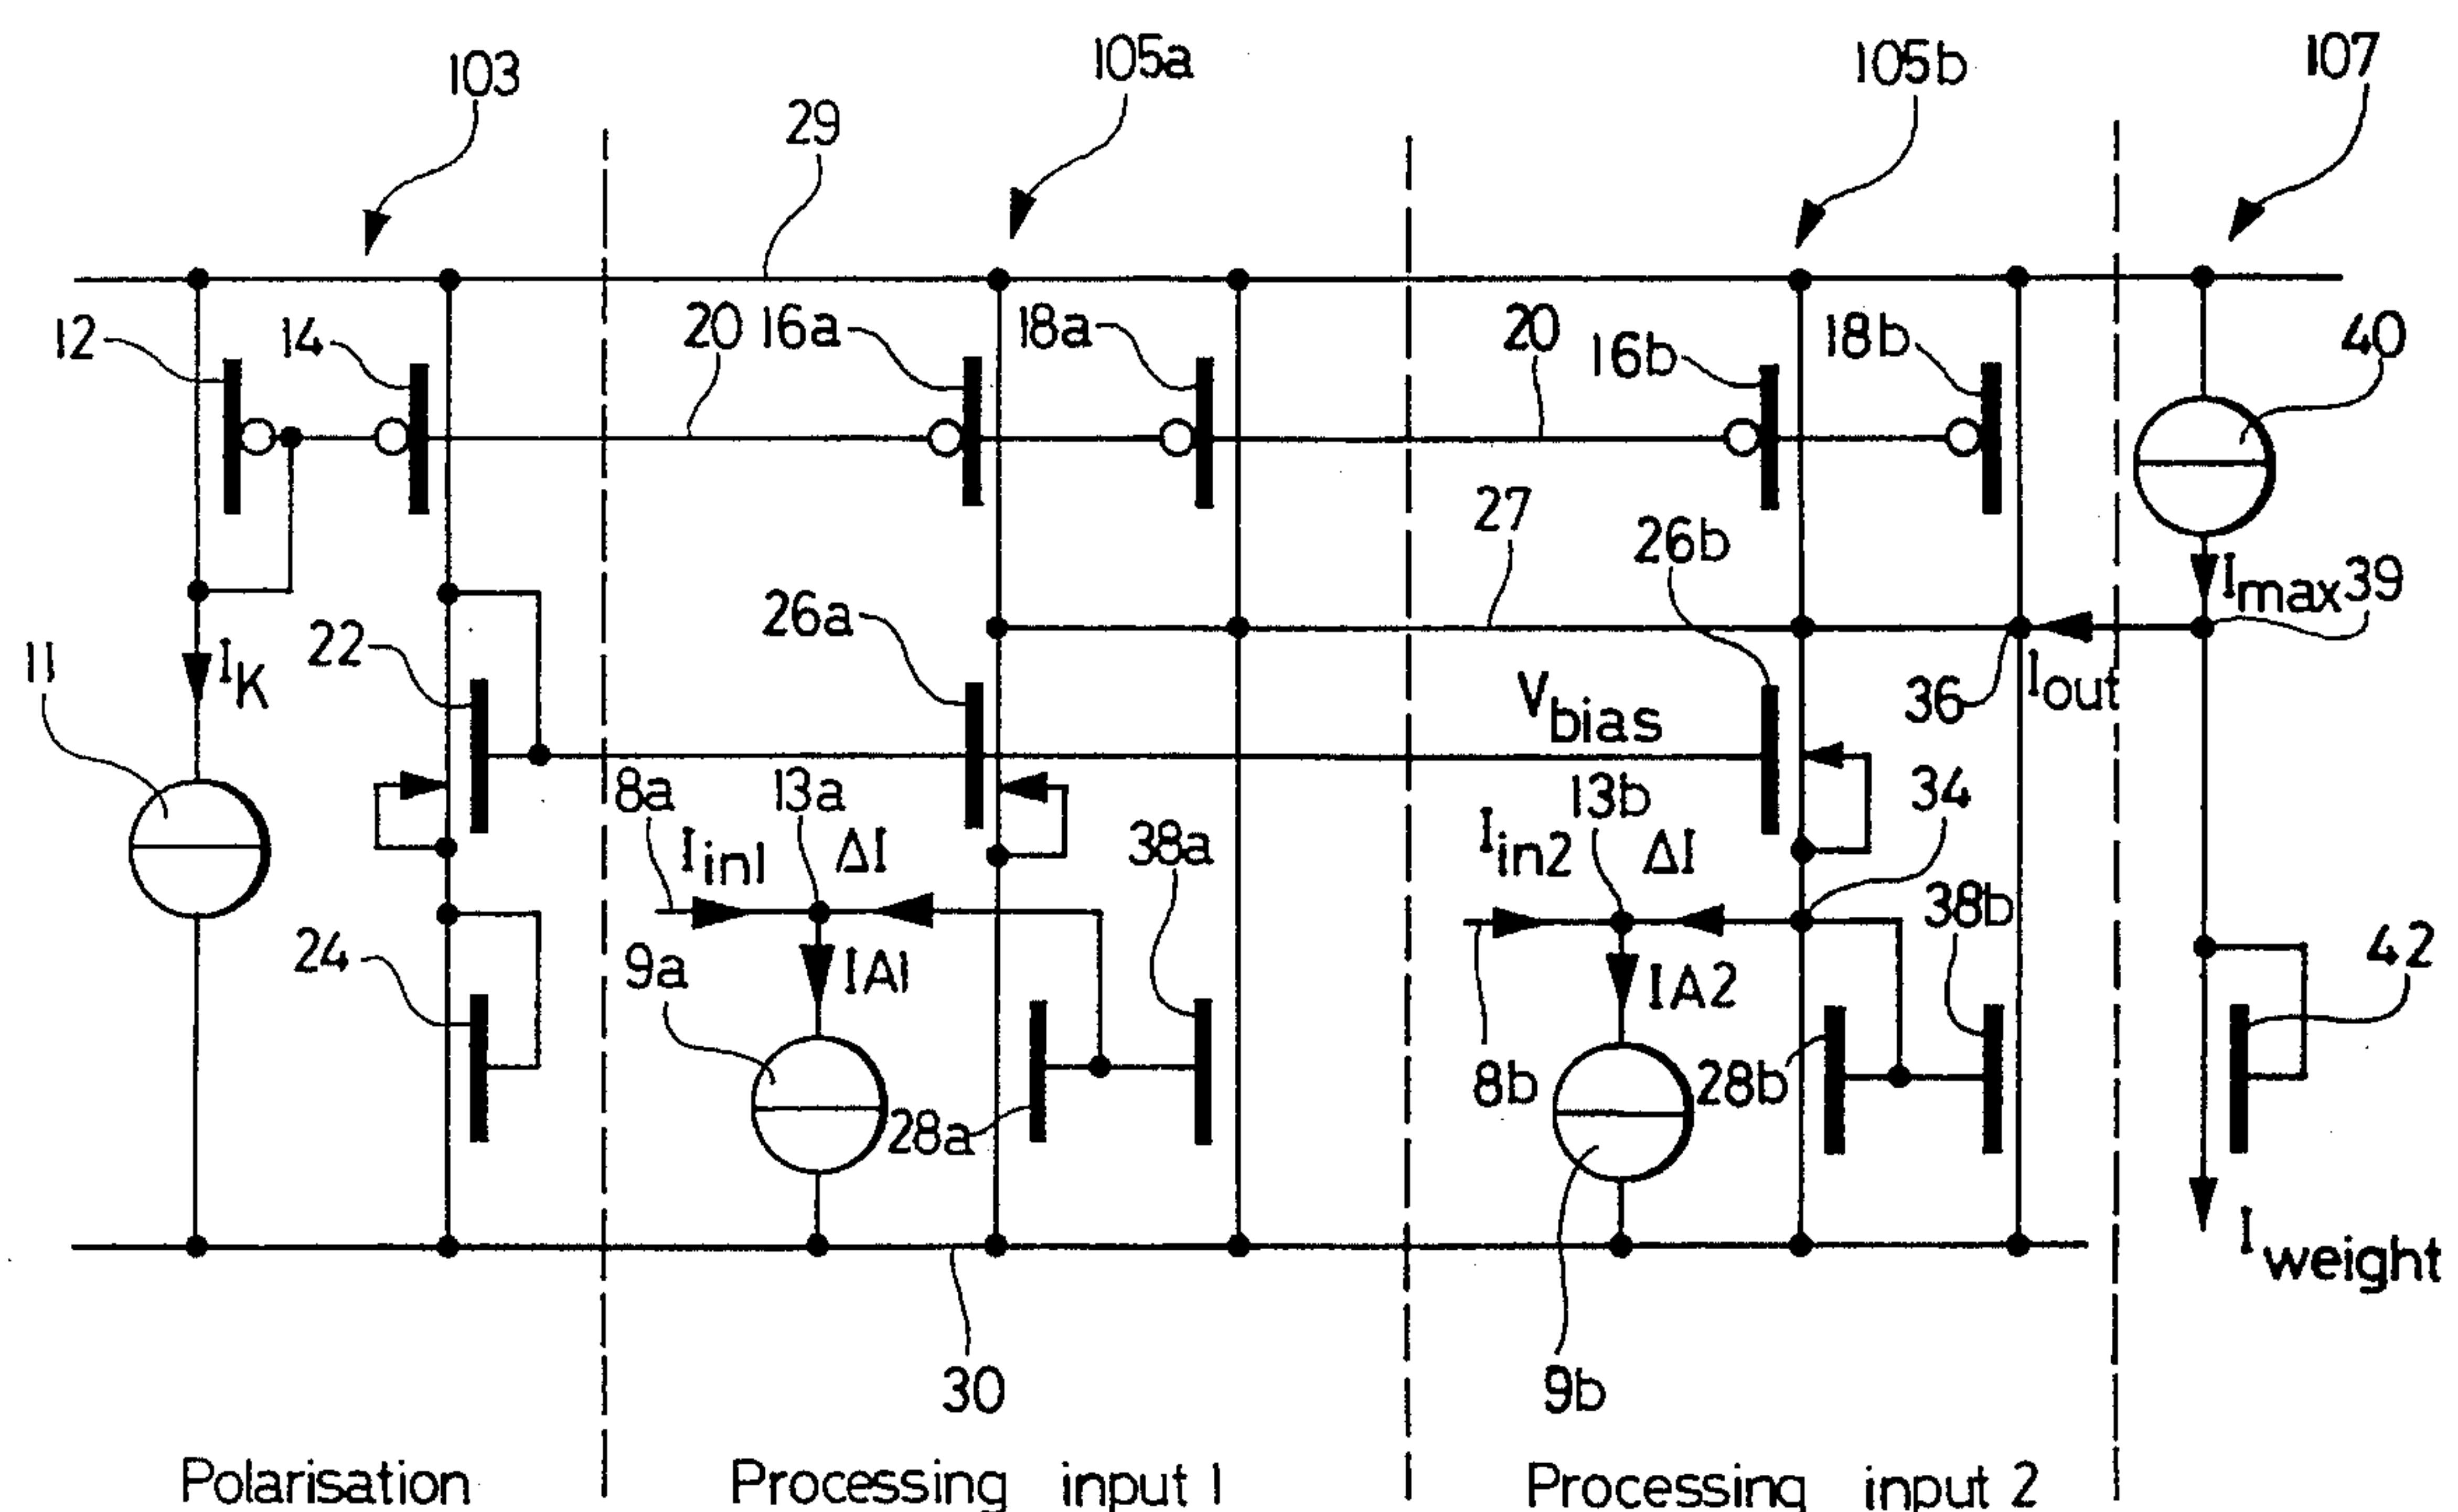 103
105a
105b
107
29
12
14
20
16a
18a
20
16b
18b
40
27
26b
26a
Imax
39
11
IK
22
Vbias
36
Iout
8a
Iin1
13a
ΔI
38a
Iin2
13b
ΔI
34
38b
24
9a
IA1
IA2
42
28a
8b
28b
Iweight
30
9b
Polarisation
Processing input 1
Processing input 2